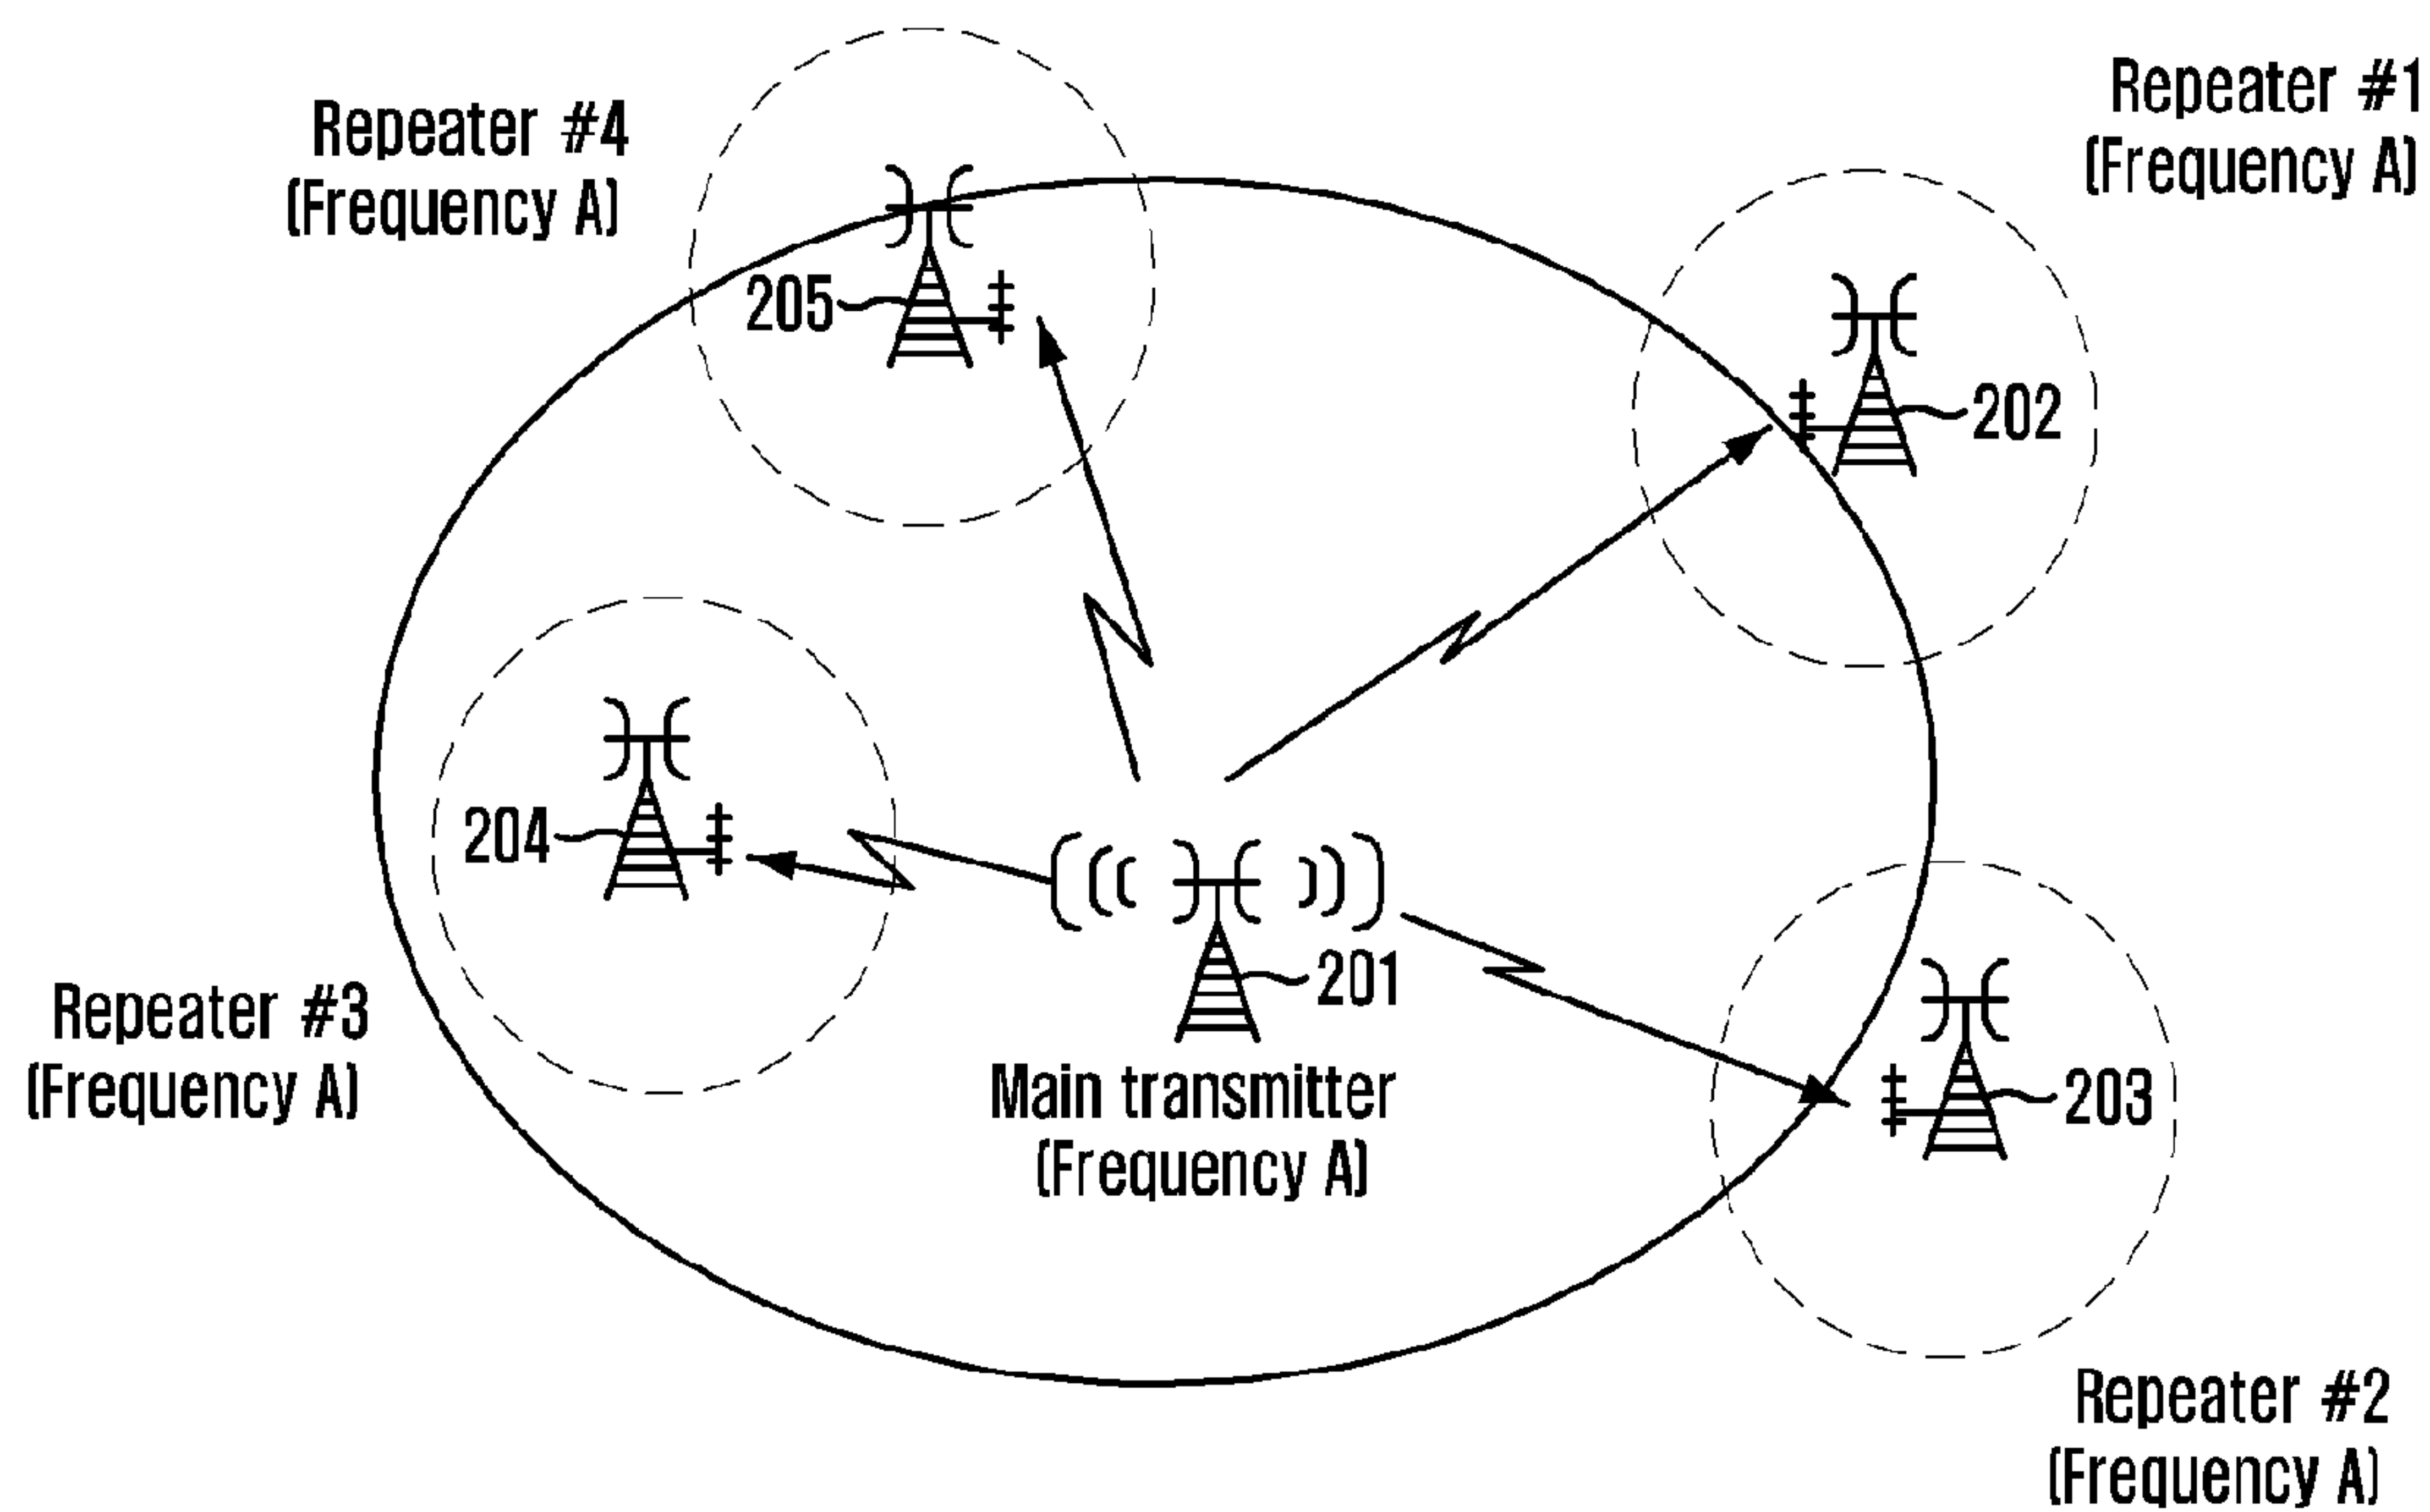 Repeater #1
(Frequency A)
Repeater #4
(Frequency A)
205
202
204
201
Main transmitter
(Frequency A)
Repeater #3
(Frequency A)
203
Repeater #2
(Frequency A)